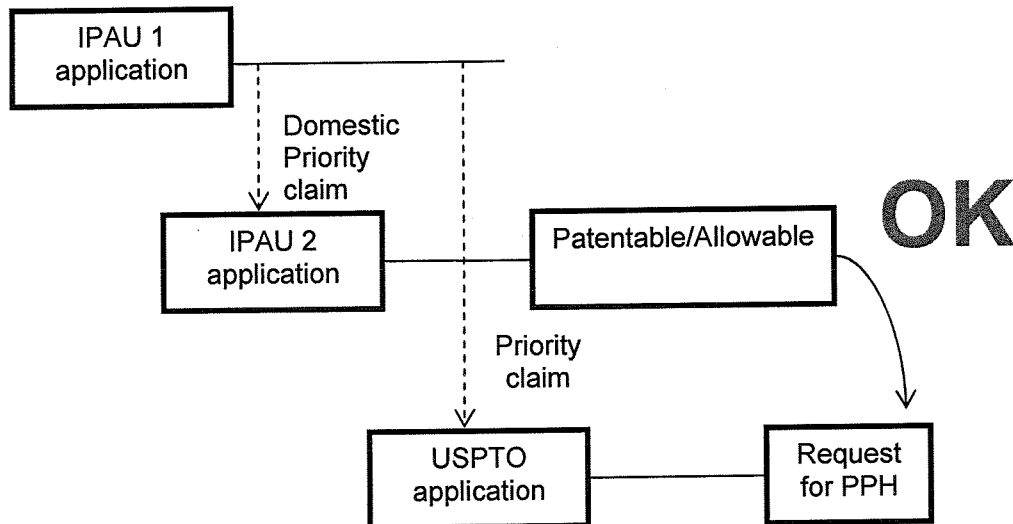 IPAU 1
application
Domestic
Priority
claim
OK
IPAU 2
application
Patentable/Allowable
Priority
claim
USPTO
application
Request
for PPH